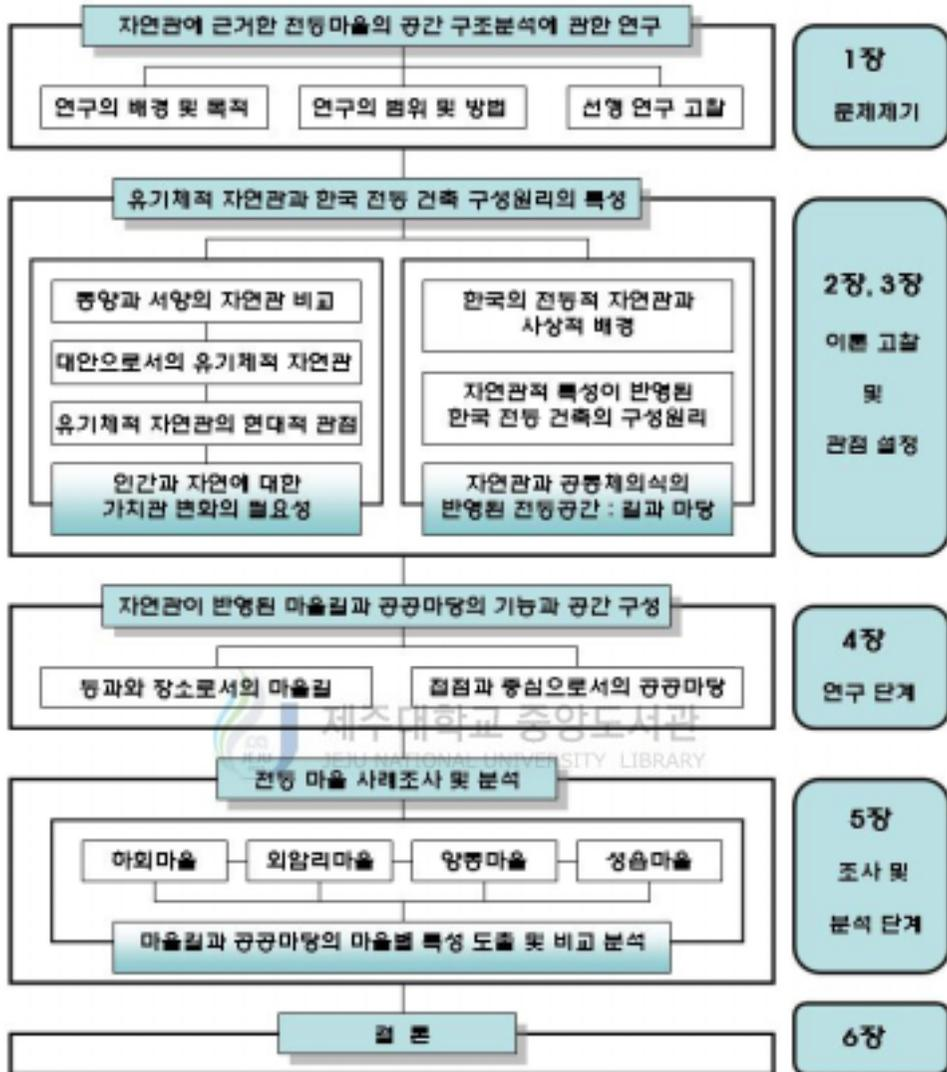 자연관에 근거한 전통마을의 공간 구조분석에 관한 연구
연구의 배경 및 목적
연구의 범위 및 방법
선행 연구 고찰
1장
문제제기
유기체적 자연관과 한국 전통 건축 구성원리의 특성
동양과 서양의 자연관 비교
대안으로서의 유기체적 자연관
유기체적 자연관의 현대적 관점
인간과 자연에 대한
가치관 변화의 필요성
한국의 전통적 자연관과
사상적 배경
자연관적 특성이 반영된
한국 전통 건축의 구성원리
자연관과 공동체의식의
반영된 전통공간 : 길과 마당
2장, 3장
이론 고찰
및
관점 설정
자연관이 반영된 마을길과 공공마당의 기능과 공간 구성
통과와 장소로서의 마을길
접점과 중심으로서의 공공마당
4장
연구 단계
제주대학교 중앙도서관
JEJU NATIONAL UNIVERSITY LIBRARY
전통 마을 사례조사 및 분석
하회마을
외암리마을
양동마을
성읍마을
마을길과 공공마당의 마을별 특성 도출 및 비교 분석
5장
조사 및
분석 단계
결 론
6장